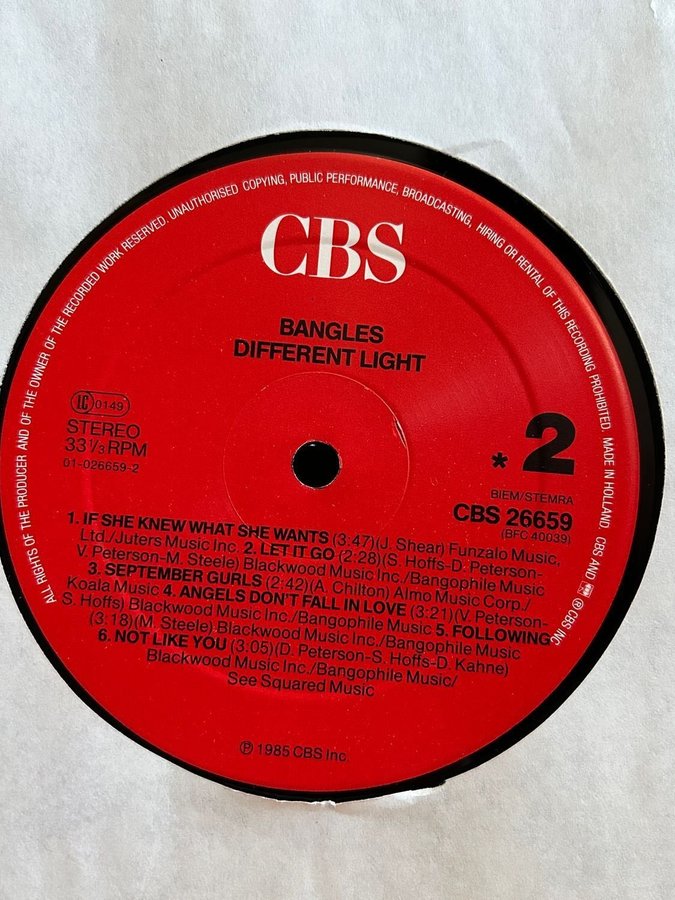 ALL RIGHTS OF THE PRODUCER AND OF THE OWNER OF THE RECORDED WORK RESERVED. UNAUTHORISED COPYING, PUBLIC PERFORMANCE, BROADCASTING, HIRING OR RENTAL OF THIS RECORDING PROHIBITED. MADE IN HOLLAND. CBS AND ℗ CBS INC
CBS
BANGLES
DIFFERENT LIGHT
LC 0149
STEREO
33 1/3 RPM
01-026659-2
* 2
BIEM/STEMRA
CBS 26659
(BFC 40039)
1. IF SHE KNEW WHAT SHE WANTS (3:47) (J. Shear) Funzalo Music,
Ltd./Juters Music Inc. 2. LET IT GO (2:28) (S. Hoffs-D. Peterson-
V. Peterson-M. Steele) Blackwood Music Inc./Bangophile Music
3. SEPTEMBER GURLS (2:42) (A. Chilton) Almo Music Corp./
Koala Music 4. ANGELS DON'T FALL IN LOVE (3:21) (V. Peterson-
S. Hoffs) Blackwood Music Inc./Bangophile Music 5. FOLLOWING
(3:18) (M. Steele) Blackwood Music Inc./Bangophile Music
6. NOT LIKE YOU (3.05) (D. Peterson-S. Hoffs-D. Kahne)
Blackwood Music Inc./Bangophile Music/
See Squared Music
℗ 1985 CBS Inc.